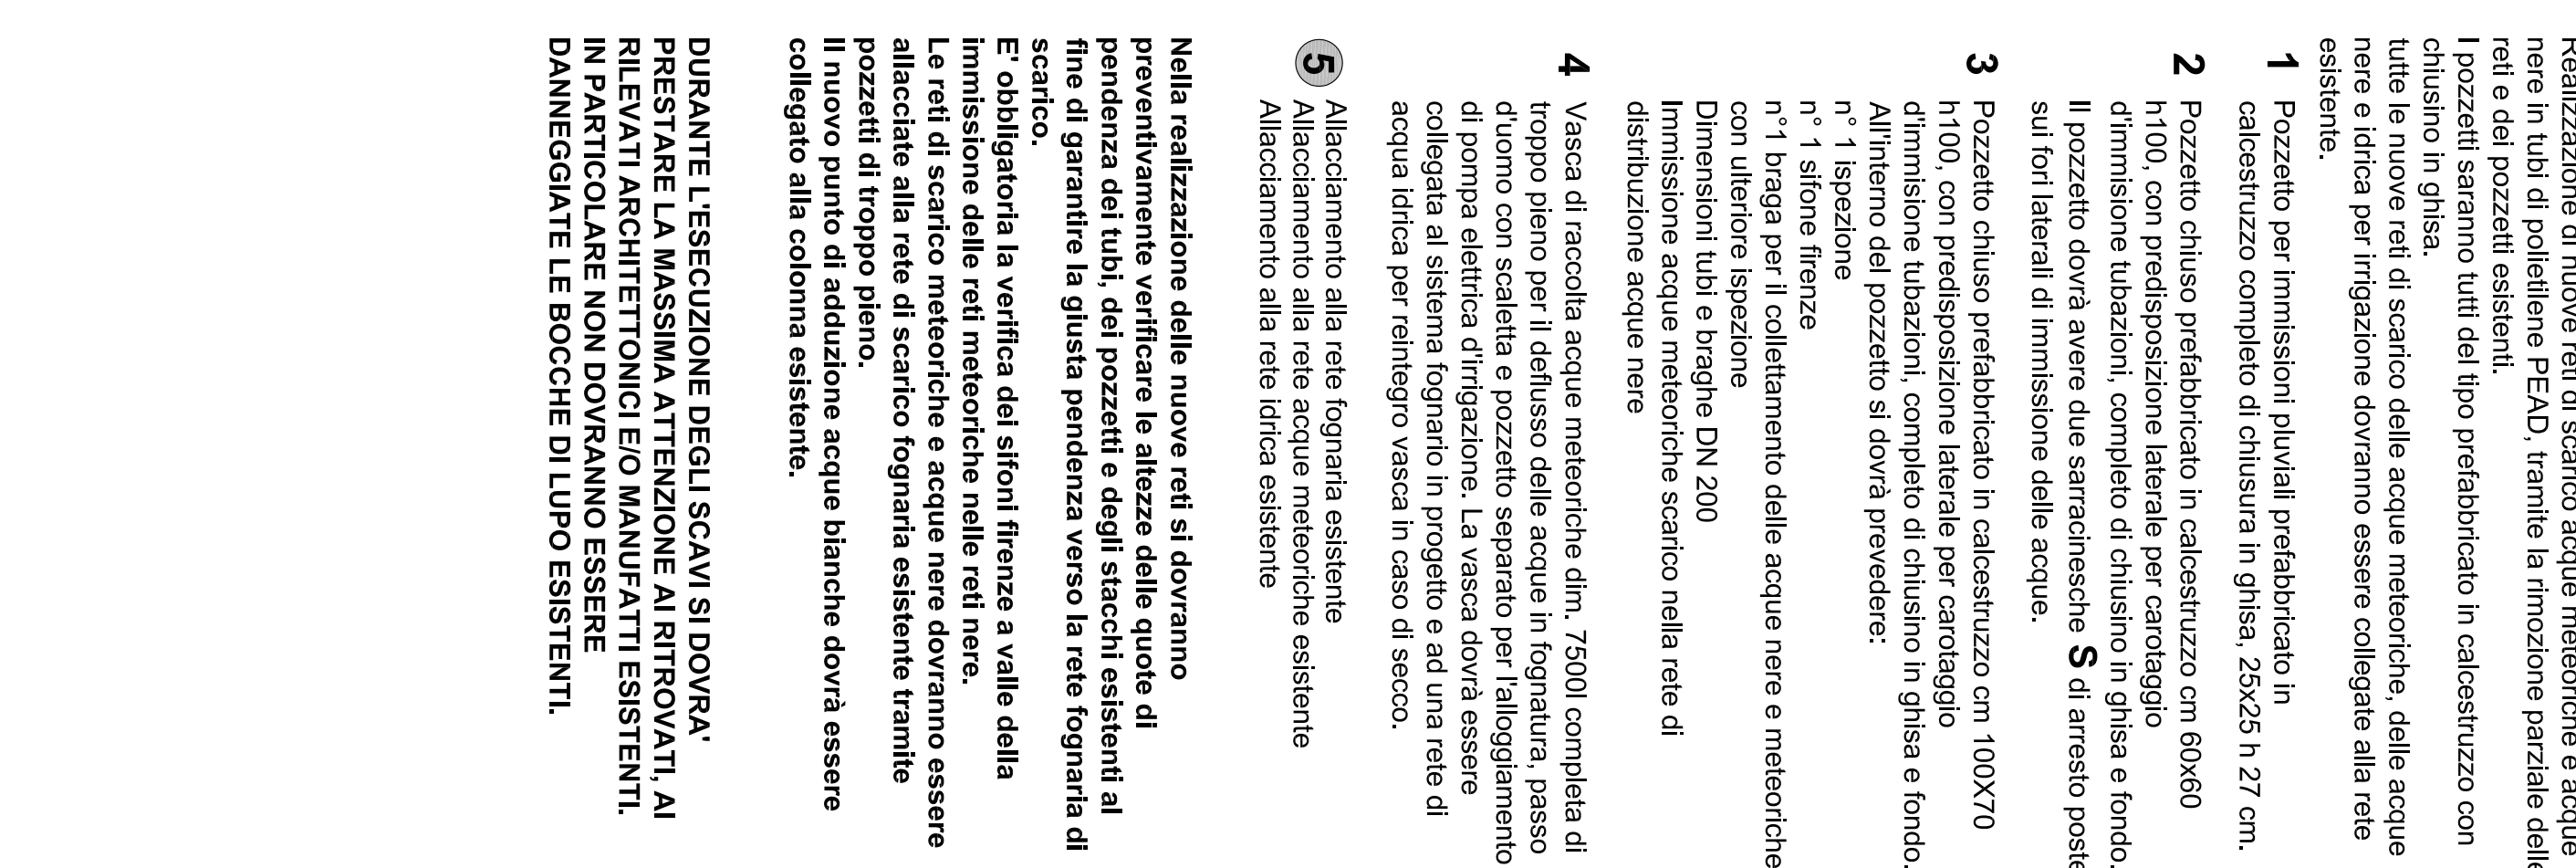 Realizzazione di nuove reti di scarico acque meteoriche e acque
nere in tubi di polietilene PEAD, tramite la rimozione parziale delle
reti e dei pozzetti esistenti.
I pozzetti saranno tutti del tipo prefabbricato in calcestruzzo con
chiusino in ghisa.
tutte le nuove reti di scarico delle acque meteoriche, delle acque
nere e idrica per irrigazione dovranno essere collegate alla rete
esistente.
1 Pozzetto per immissioni pluviali prefabbricato in
calcestruzzo completo di chiusura in ghisa, 25x25 h 27 cm.
2 Pozzetto chiuso prefabbricato in calcestruzzo cm 60x60
h100, con predisposizione laterale per carotaggio
d'immisione tubazioni, completo di chiusino in ghisa e fondo.
Il pozzetto dovrà avere due sarracinesche S di arresto poste
sui fori laterali di immissione delle acque.
3 Pozzetto chiuso prefabbricato in calcestruzzo cm 100X70
h100, con predisposizione laterale per carotaggio
d'immisione tubazioni, completo di chiusino in ghisa e fondo.
All'interno del pozzetto si dovrà prevedere:
n° 1 ispezione
n° 1 sifone firenze
n°1 braga per il collettamento delle acque nere e meteoriche
con ulteriore ispezione
Dimensioni tubi e braghe DN 200
Immissione acque meteoriche scarico nella rete di
distribuzione acque nere
4 Vasca di raccolta acque meteoriche dim. 7500l completa di
troppo pieno per il deflusso delle acque in fognatura, passo
d'uomo con scaletta e pozzetto separato per l'alloggiamento
di pompa elettrica d'irrigazione. La vasca dovrà essere
collegata al sistema fognario in progetto e ad una rete di
acqua idrica per reintegro vasca in caso di secco.
5 Allacciamento alla rete fognaria esistente
Allacciamento alla rete acque meteoriche esistente
Allacciamento alla rete idrica esistente
Nella realizzazione delle nuove reti si dovranno
preventivamente verificare le altezze delle quote di
pendenza dei tubi, dei pozzetti e degli stacchi esistenti al
fine di garantire la giusta pendenza verso la rete fognaria di
scarico.
E' obbligatoria la verifica dei sifoni firenze a valle della
immissione delle reti meteoriche nelle reti nere.
Le reti di scarico meteoriche e acque nere dovranno essere
allacciate alla rete di scarico fognaria esistente tramite
pozzetti di troppo pieno.
Il nuovo punto di adduzione acque bianche dovrà essere
collegato alla colonna esistente.
DURANTE L'ESECUZIONE DEGLI SCAVI SI DOVRA'
PRESTARE LA MASSIMA ATTENZIONE AI RITROVATI, AI
RILEVATI ARCHITETTONICI E/O MANUFATTI ESISTENTI.
IN PARTICOLARE NON DOVRANNO ESSERE
DANNEGGIATE LE BOCCHE DI LUPO ESISTENTI.